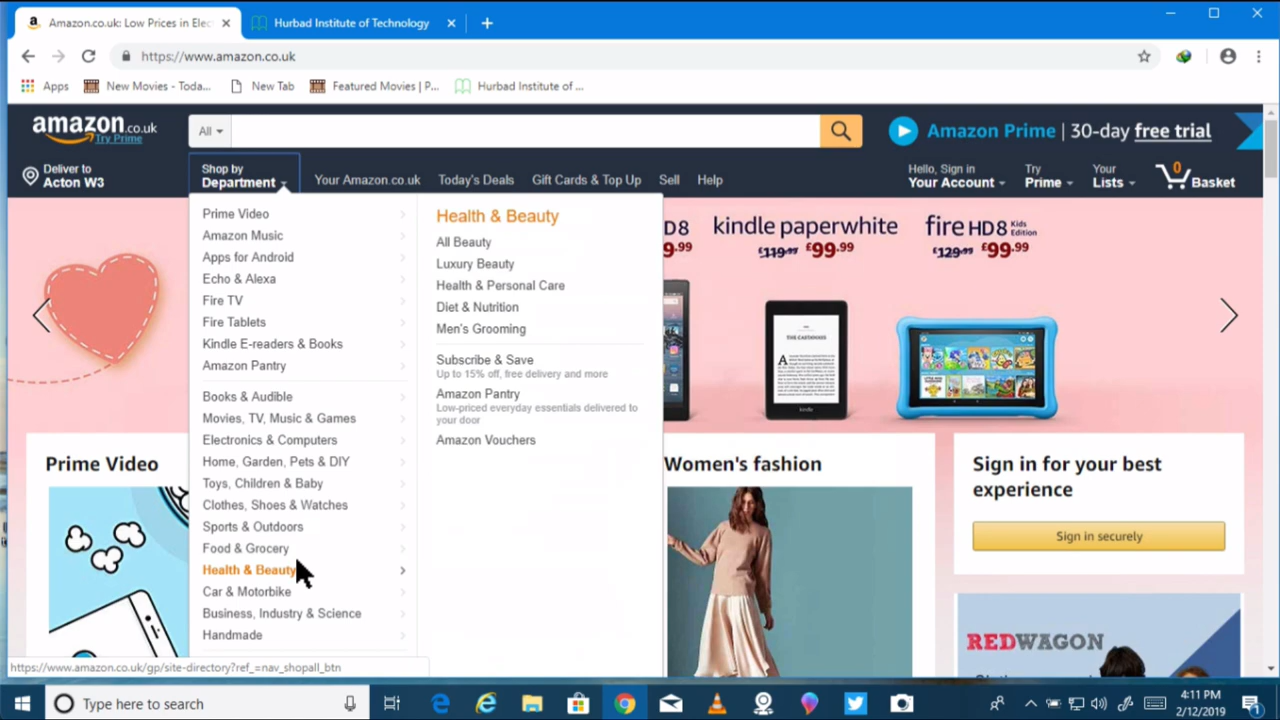 Amazon.co.uk: Low Prices in Elec
Hurbad Institute of Technology
https://www.amazon.co.uk
Apps
New Movies - Toda...
New Tab
Featured Movies | P...
Hurbad Institute of ...
amazon.co.uk
Try Prime
All
Amazon Prime | 30-day free trial
Deliver to
Acton W3
Shop by
Department
Your Amazon.co.uk
Today's Deals
Gift Cards & Top Up
Sell
Help
Hello, Sign in
Your Account
Try
Prime
Your
Lists
0
Basket
Prime Video
Amazon Music
Apps for Android
Echo & Alexa
Fire TV
Fire Tablets
Kindle E-readers & Books
Amazon Pantry
Books & Audible
Movies, TV, Music & Games
Electronics & Computers
Home, Garden, Pets & DIY
Toys, Children & Baby
Clothes, Shoes & Watches
Sports & Outdoors
Food & Grocery
Health & Beauty
Car & Motorbike
Business, Industry & Science
Handmade
Health & Beauty
All Beauty
Luxury Beauty
Health & Personal Care
Diet & Nutrition
Men's Grooming
Subscribe & Save
Up to 15% off, free delivery and more
Amazon Pantry
Low-priced everyday essentials delivered to
your door
Amazon Vouchers
D8
9.99
kindle paperwhite
£119.99 £99.99
fire HD8 Kids Edition
£129.99 £99.99
THE CASTAWAYS
kindle
Prime Video
Women's fashion
Sign in for your best
experience
Sign in securely
REDWAGON
https://www.amazon.co.uk/gp/site-directory?ref_=nav_shopall_btn
Type here to search
4:11 PM
2/12/2019
1